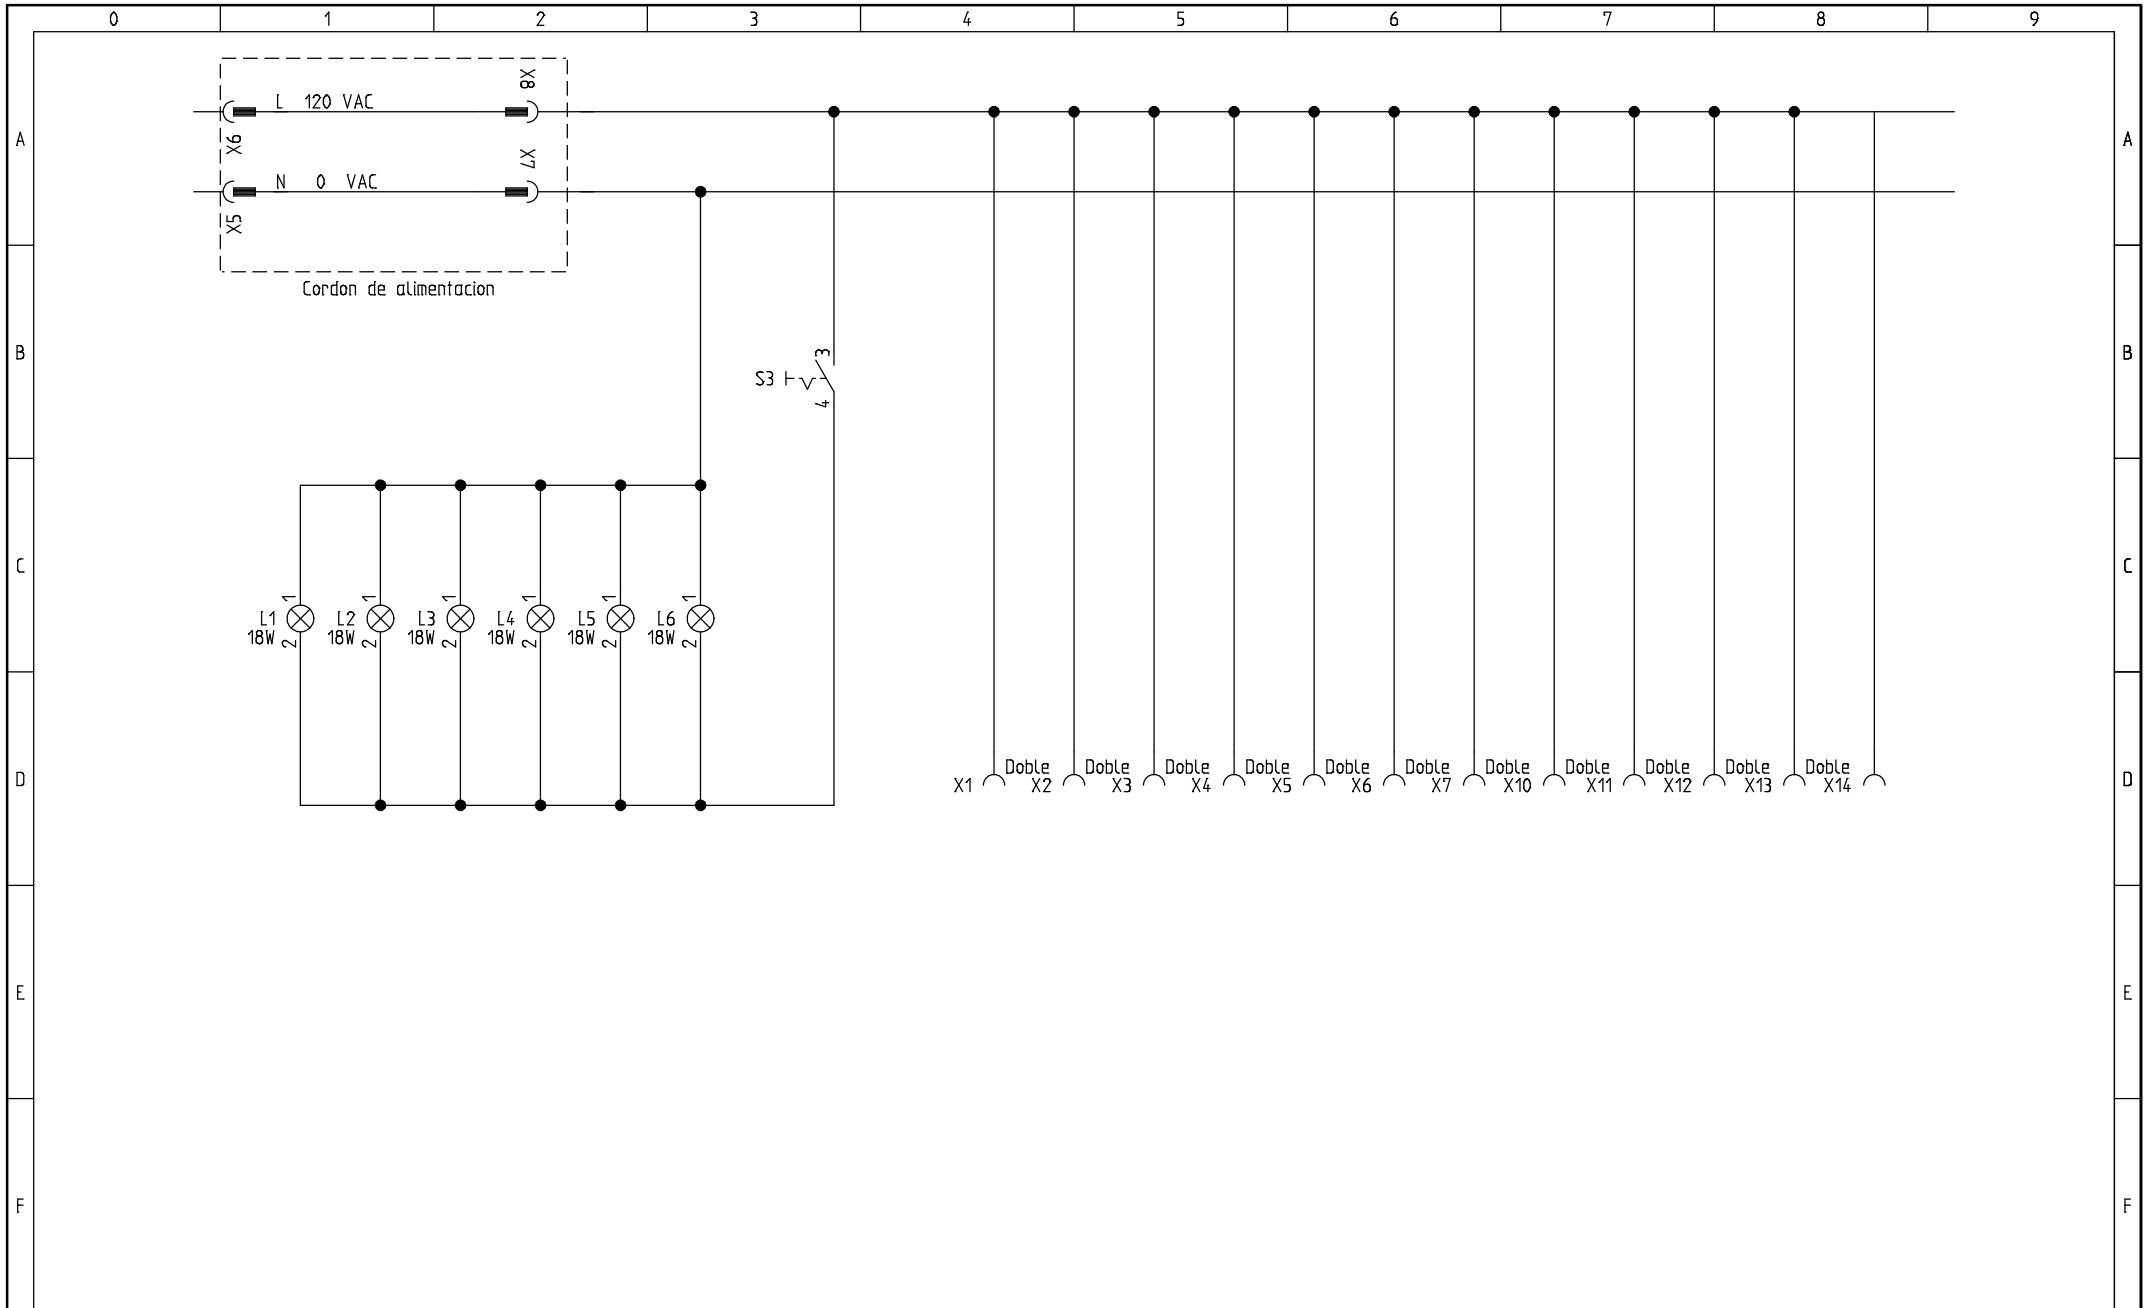 0 1 2 3 4 5 6 7 8 9
X8
L 120 VAC
X6
A A
X7
N 0 VAC
X5
Cordon de alimentacion
B B
3
S3
4
C C
1 1 1 1 1 1
L1 L2 L3 L4 L5 L6
18W 18W 18W 18W 18W 18W
2 2 2 2 2 2
Doble Doble Doble Doble Doble Doble Doble Doble Doble Doble Doble
X1 X2 X3 X4 X5 X6 X7 X10 X11 X12 X13 X14
D D
E E
F F